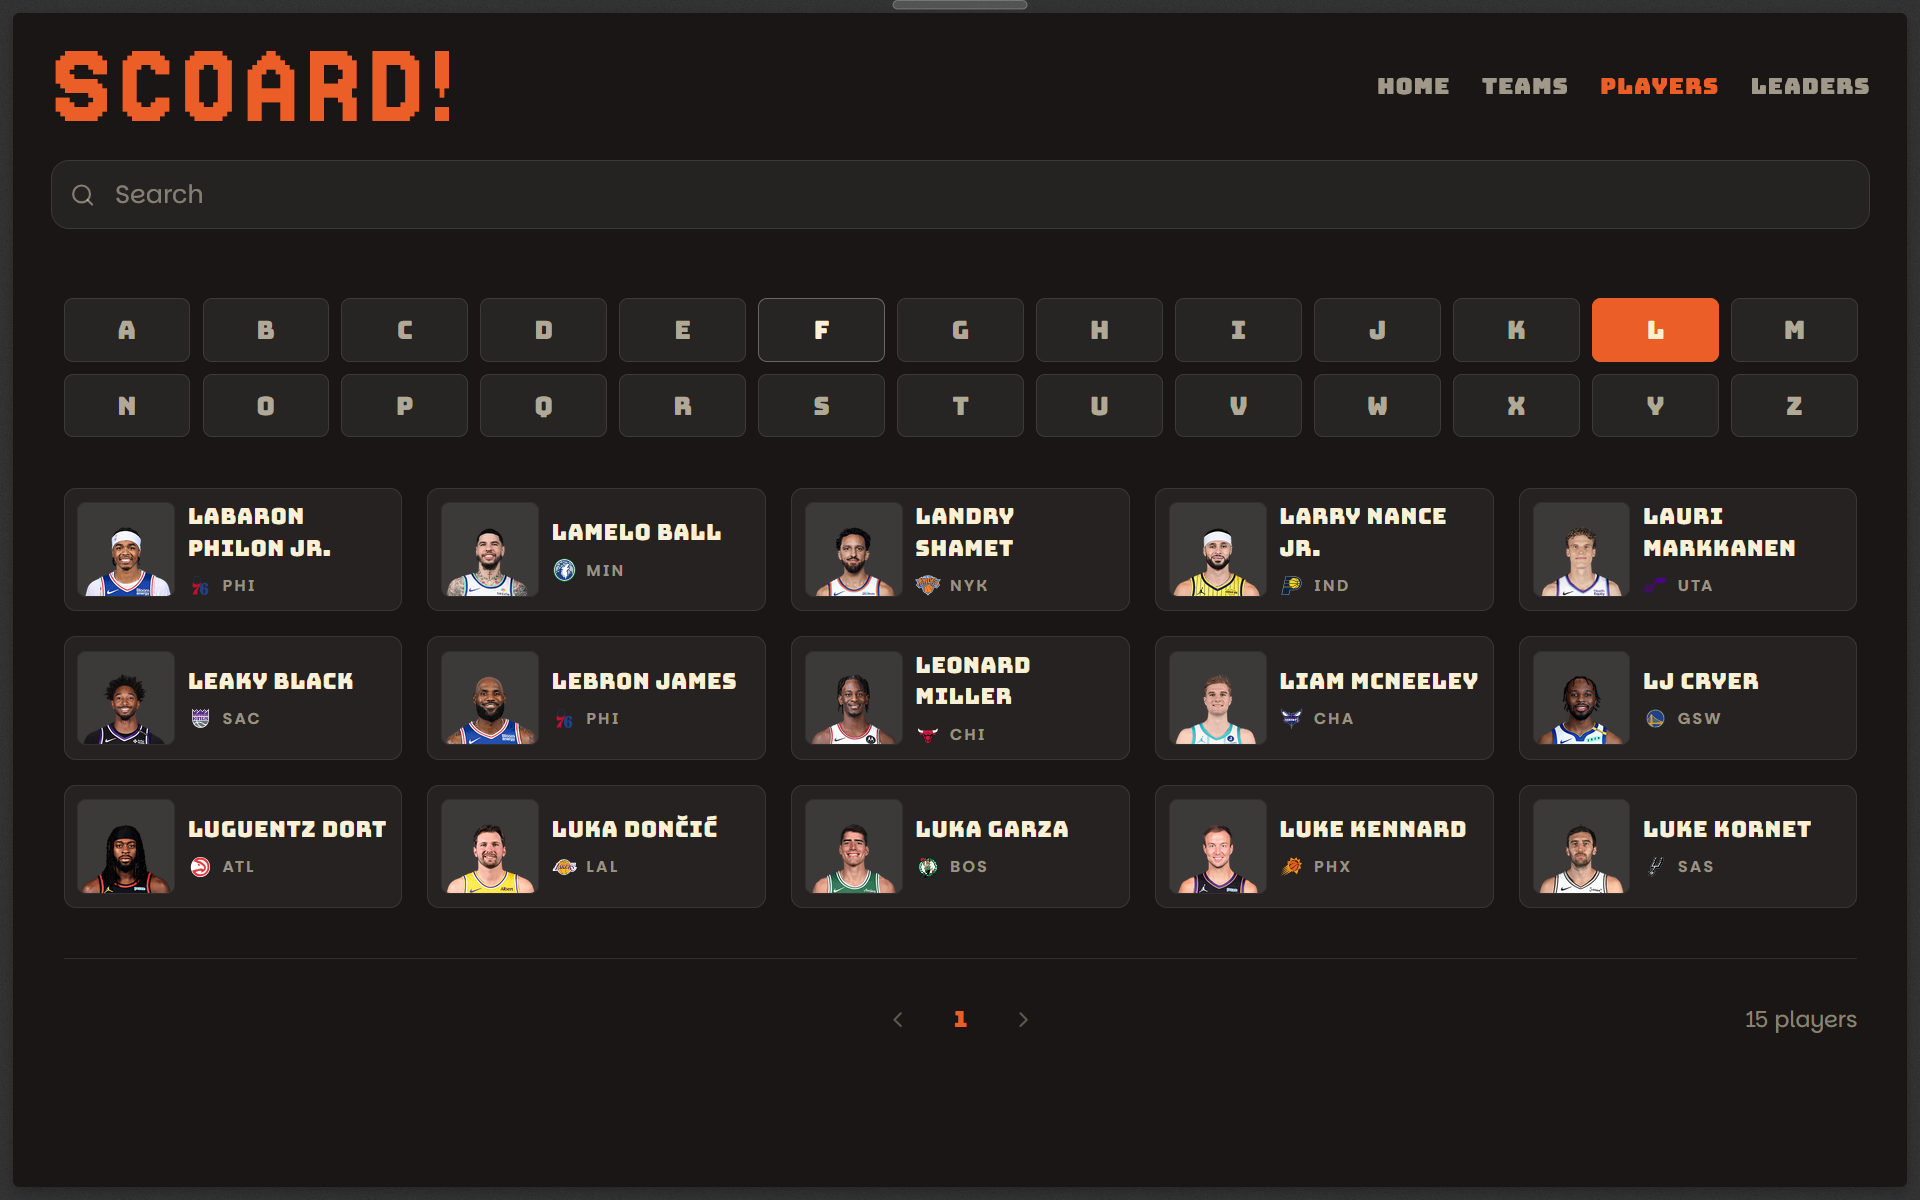 SCOARD!
HOME TEAMS PLAYERS LEADERS
Search
A B C D E F G H I J K L M
N O P Q R S T U V W X Y Z
LABARON
PHILON JR.
PHI
LAMELO BALL
MIN
LANDRY
SHAMET
NYK
LARRY NANCE
JR.
IND
LAURI
MARKKANEN
UTA
LEAKY BLACK
SAC
LEBRON JAMES
PHI
LEONARD
MILLER
CHI
LIAM MCNEELEY
CHA
LJ CRYER
GSW
LUGUENTZ DORT
ATL
LUKA DONČIĆ
LAL
LUKA GARZA
BOS
LUKE KENNARD
PHX
LUKE KORNET
SAS
1
15 players